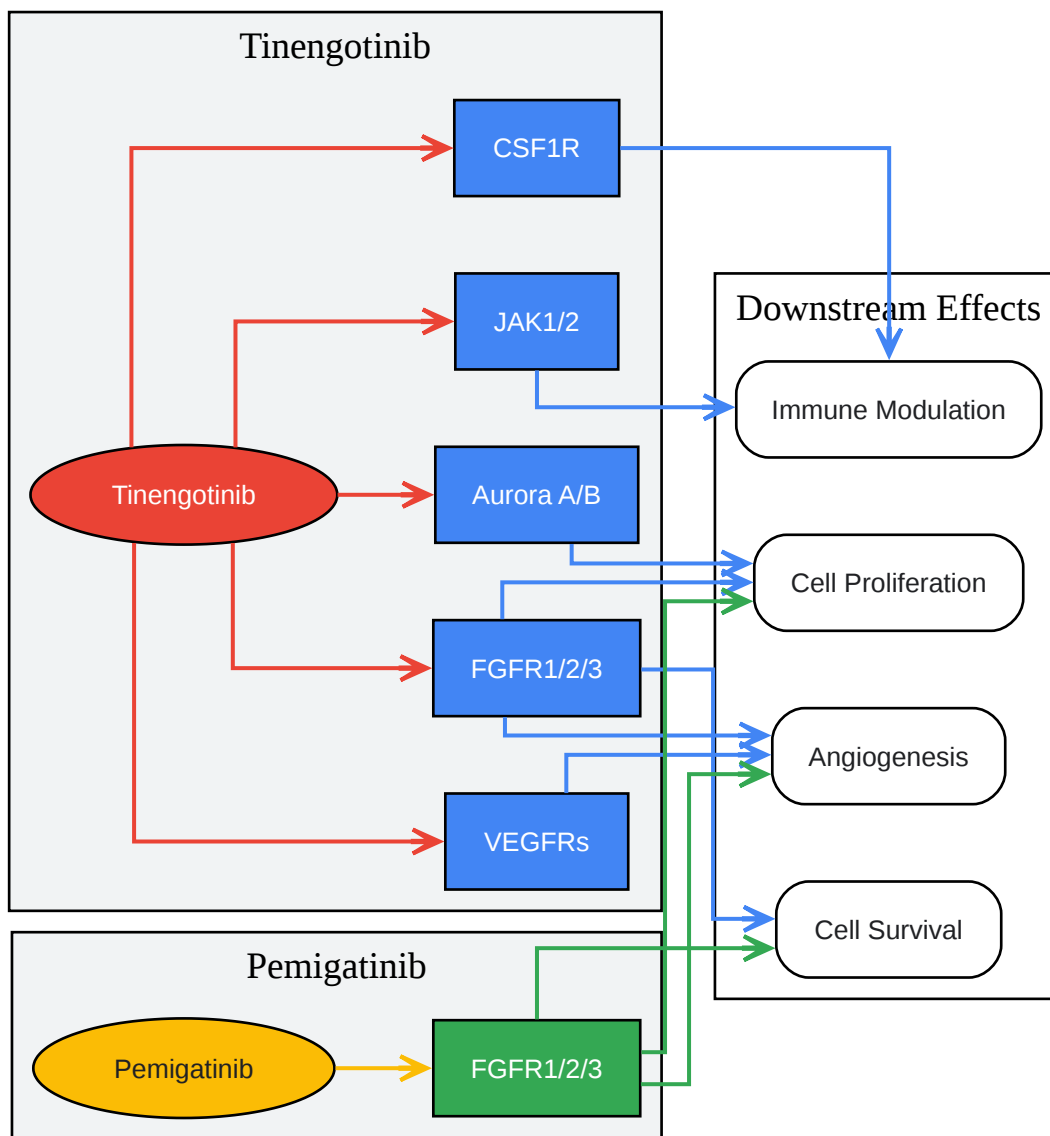 Tinengotinib
CSF1R
JAK1/2
Downstream Effects
Immune Modulation
Tinengotinib
Aurora A/B
Cell Proliferation
FGFR1/2/3
Angiogenesis
VEGFRs
Cell Survival
Pemigatinib
Pemigatinib
FGFR1/2/3